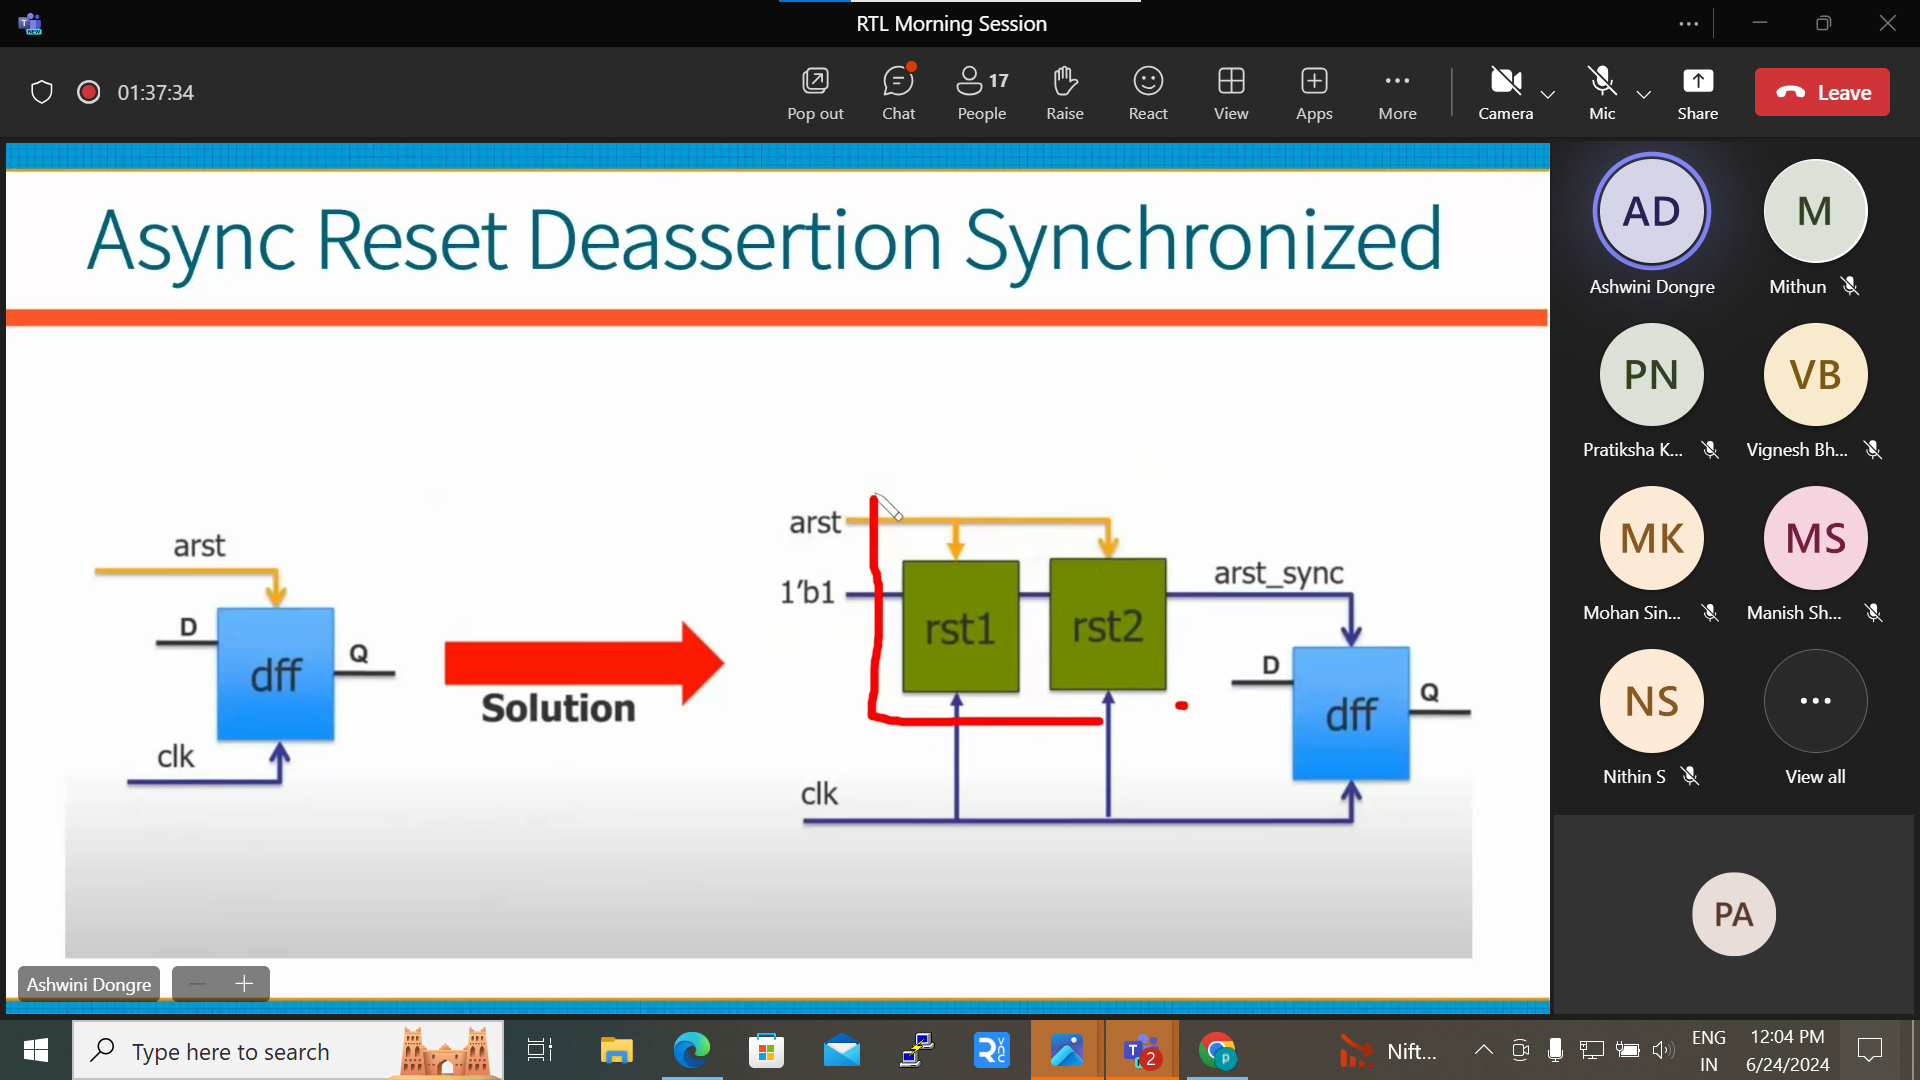 RTL Morning Session
01:37:34
Pop out
Chat
17
People
Raise
React
View
Apps
More
Camera
Mic
Share
Leave
Async Reset Deassertion Synchronized
arst
D
dff
Q
clk
Solution
arst
1'b1
rst1
rst2
arst_sync
D
dff
Q
clk
Ashwini Dongre
AD
Ashwini Dongre
M
Mithun
PN
Pratiksha K...
VB
Vignesh Bh...
MK
Mohan Sin...
MS
Manish Sh...
NS
Nithin S
View all
PA
Type here to search
2
p
Nift...
ENG
IN
12:04 PM
6/24/2024